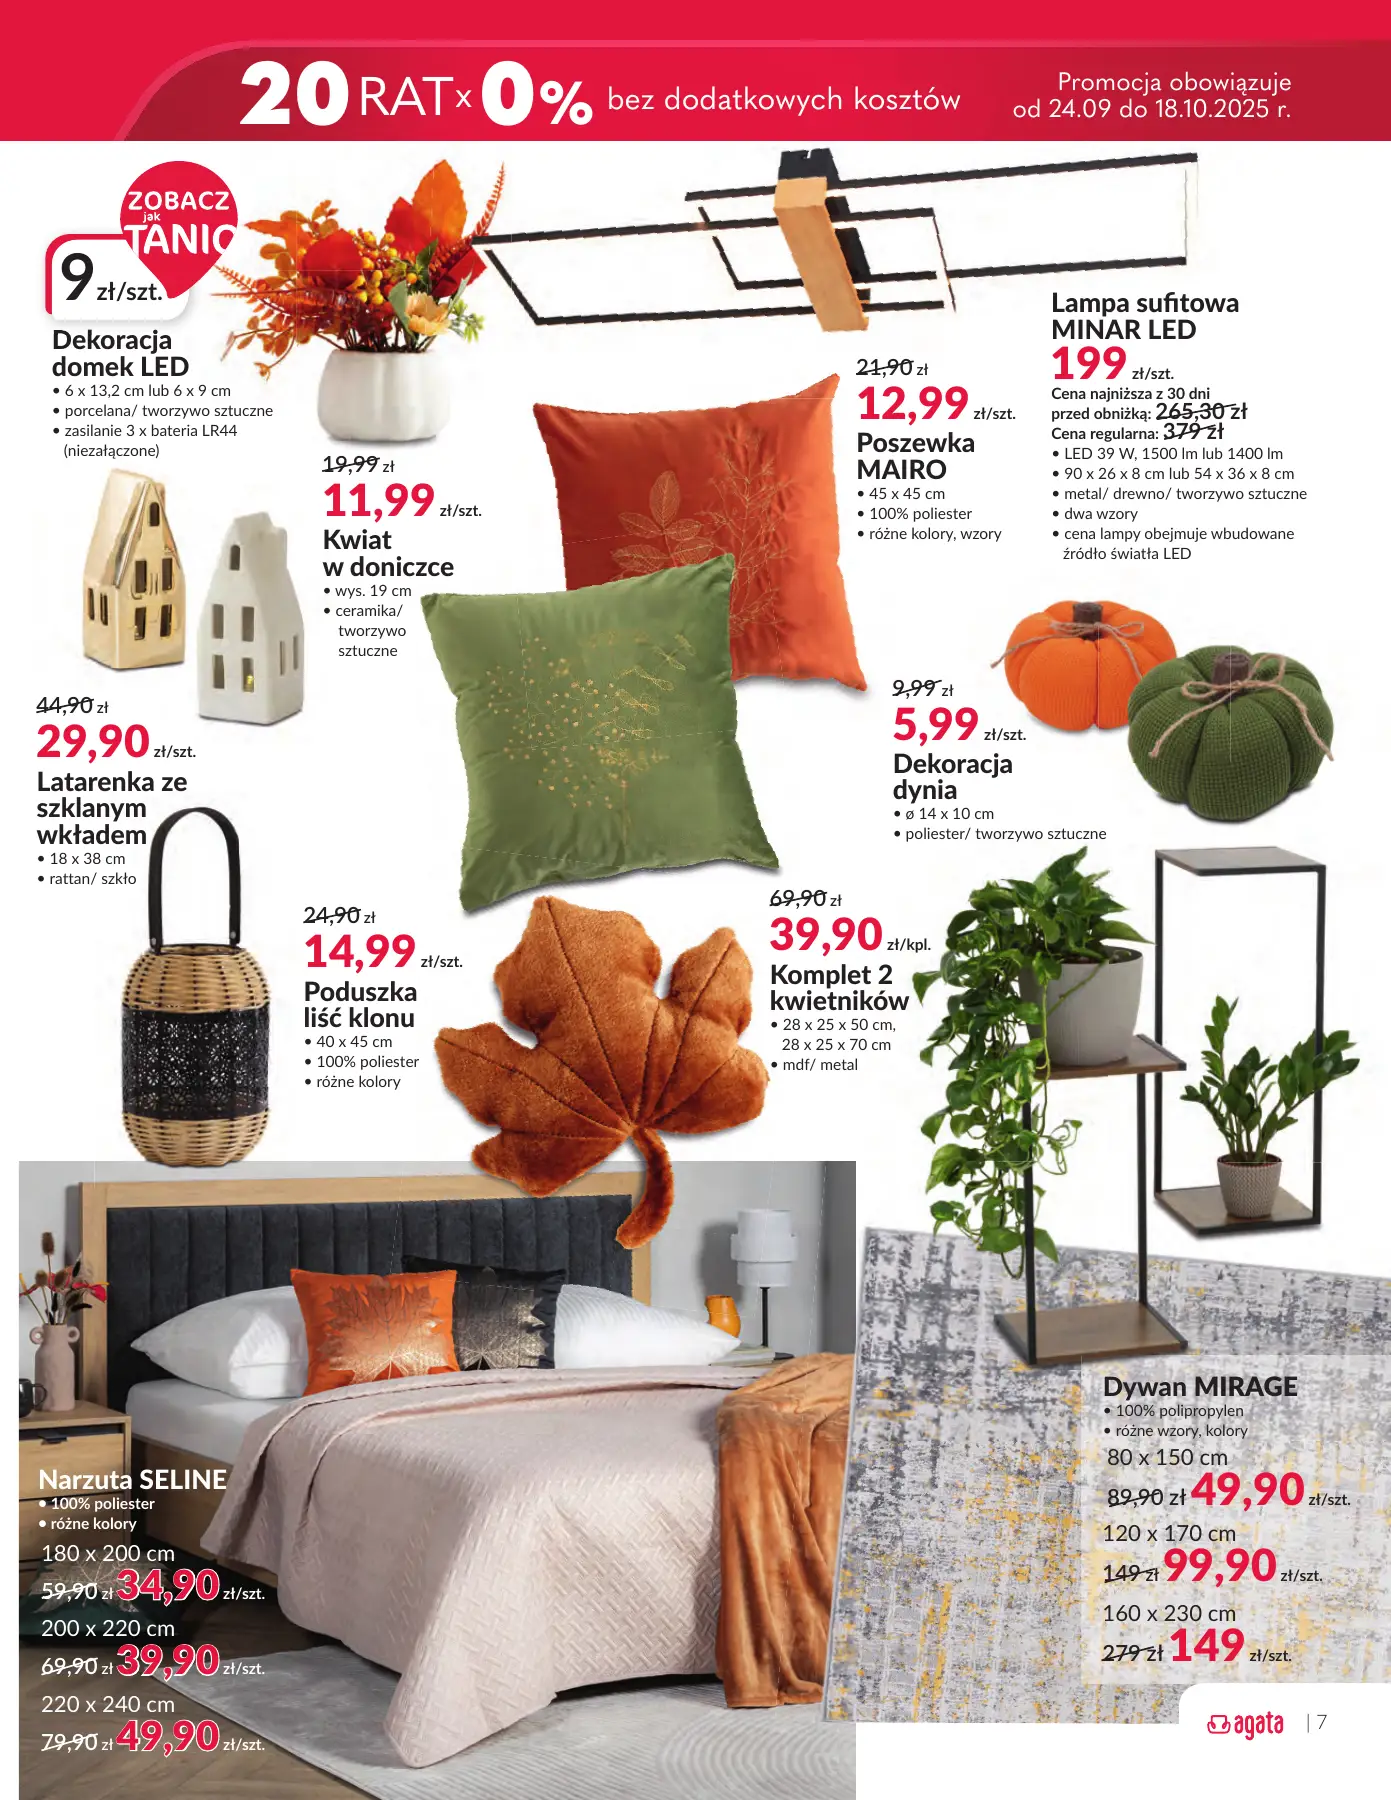 20 RAT x 0% bez dodatkowych kosztów
Promocja obowiązuje
od 24.09 do 18.10.2025 r.
ZOBACZ
jak
TANIO
9 zł/szt.
Dekoracja
domek LED
• 6 x 13,2 cm lub 6 x 9 cm
• porcelana/ tworzywo sztuczne
• zasilanie 3 x bateria LR44
(niezałączone)
19,99 zł
11,99 zł/szt.
Kwiat
w doniczce
• wys. 19 cm
• ceramika/
tworzywo
sztuczne
21,90 zł
12,99 zł/szt.
Poszewka
MAIRO
• 45 x 45 cm
• 100% poliester
• różne kolory, wzory
Lampa sufitowa
MINAR LED
199 zł/szt.
Cena najniższa z 30 dni
przed obniżką: 265,30 zł
Cena regularna: 379 zł
• LED 39 W, 1500 lm lub 1400 lm
• 90 x 26 x 8 cm lub 54 x 36 x 8 cm
• metal/ drewno/ tworzywo sztuczne
• dwa wzory
• cena lampy obejmuje wbudowane
źródło światła LED
44,90 zł
29,90 zł/szt.
Latarenka ze
szklanym
wkładem
• 18 x 38 cm
• rattan/ szkło
9,99 zł
5,99 zł/szt.
Dekoracja
dynia
• ø 14 x 10 cm
• poliester/ tworzywo sztuczne
24,90 zł
14,99 zł/szt.
Poduszka
liść klonu
• 40 x 45 cm
• 100% poliester
• różne kolory
69,90 zł
39,90 zł/kpl.
Komplet 2
kwietników
• 28 x 25 x 50 cm,
28 x 25 x 70 cm
• mdf/ metal
Narzuta SELINE
• 100% poliester
• różne kolory
180 x 200 cm
59,90 zł 34,90 zł/szt.
200 x 220 cm
69,90 zł 39,90 zł/szt.
220 x 240 cm
79,90 zł 49,90 zł/szt.
Dywan MIRAGE
• 100% polipropylen
• różne wzory, kolory
80 x 150 cm
89,90 zł 49,90 zł/szt.
120 x 170 cm
149 zł 99,90 zł/szt.
160 x 230 cm
279 zł 149 zł/szt.
agata | 7